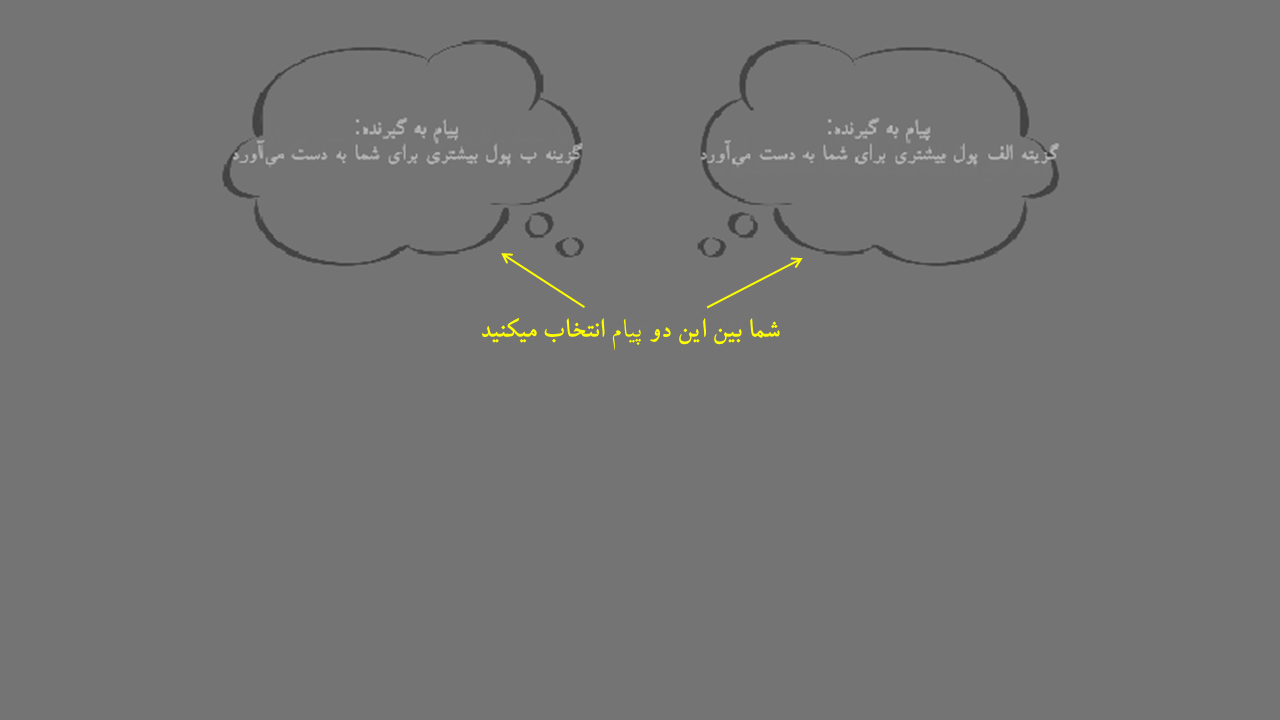 پیام به گیرنده:
گزینه الف پول بیشتری برای شما به دست می‌آورد
پیام به گیرنده:
گزینه ب پول بیشتری برای شما به دست می‌آورد
شما بین این دو پیام انتخاب میکنید